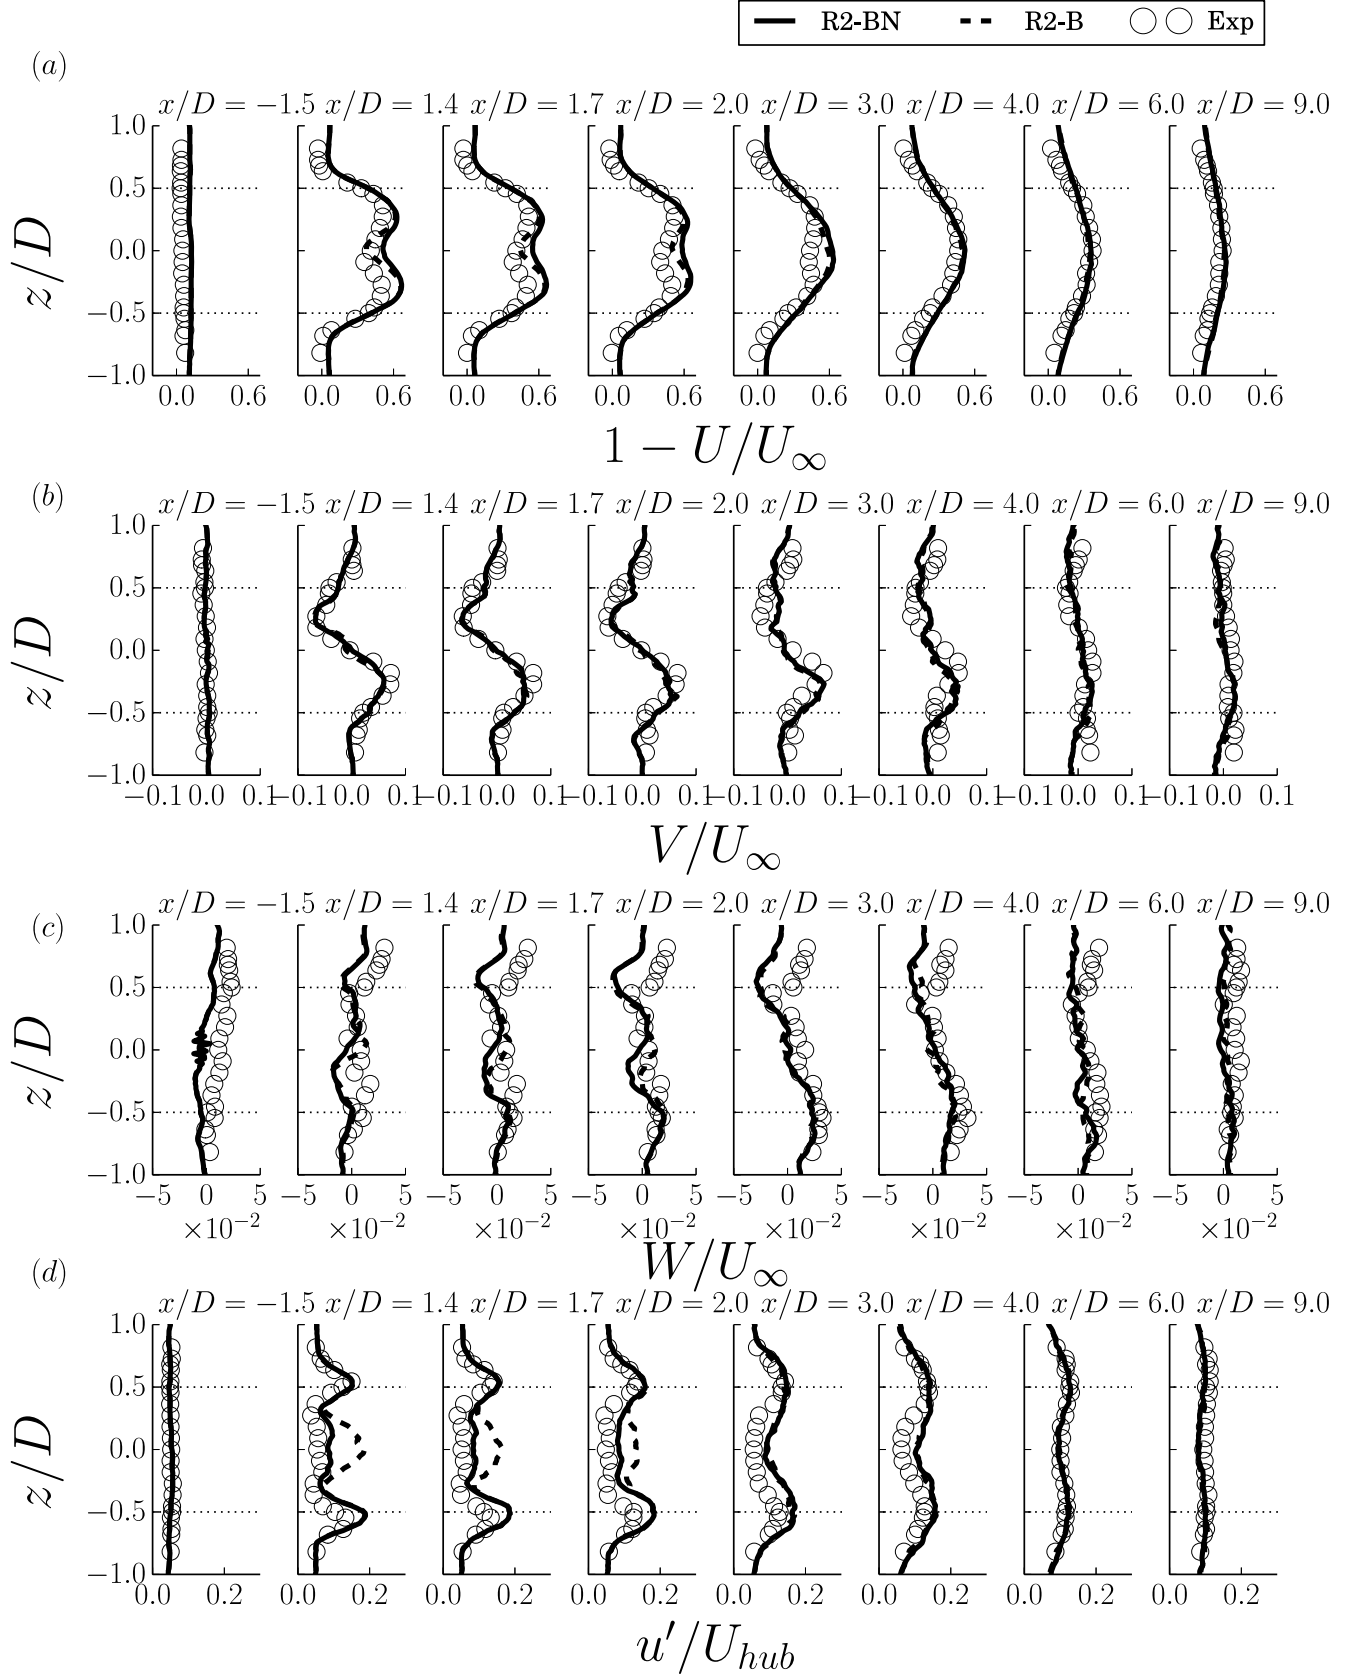 R2-BN R2-B Exp
(a)
x/D = −1.5 x/D = 1.4 x/D = 1.7 x/D = 2.0 x/D = 3.0 x/D = 4.0 x/D = 6.0 x/D = 9.0
1.0
0.5
0.0
−0.5
−1.0
z/D
0.0 0.6 0.0 0.6 0.0 0.6 0.0 0.6 0.0 0.6 0.0 0.6 0.0 0.6 0.0 0.6
1 − U/U∞
(b)
x/D = −1.5 x/D = 1.4 x/D = 1.7 x/D = 2.0 x/D = 3.0 x/D = 4.0 x/D = 6.0 x/D = 9.0
1.0
0.5
0.0
−0.5
−1.0
z/D
−0.1 0.0 0.1 −0.1 0.0 0.1 −0.1 0.0 0.1 −0.1 0.0 0.1 −0.1 0.0 0.1 −0.1 0.0 0.1 −0.1 0.0 0.1 −0.1 0.0 0.1
V/U∞
(c)
x/D = −1.5 x/D = 1.4 x/D = 1.7 x/D = 2.0 x/D = 3.0 x/D = 4.0 x/D = 6.0 x/D = 9.0
1.0
0.5
0.0
−0.5
−1.0
z/D
−5 0 5 −5 0 5 −5 0 5 −5 0 5 −5 0 5 −5 0 5 −5 0 5 −5 0 5
×10⁻² ×10⁻² ×10⁻² ×10⁻² ×10⁻² ×10⁻² ×10⁻² ×10⁻²
W/U∞
(d)
x/D = −1.5 x/D = 1.4 x/D = 1.7 x/D = 2.0 x/D = 3.0 x/D = 4.0 x/D = 6.0 x/D = 9.0
1.0
0.5
0.0
−0.5
−1.0
z/D
0.0 0.2 0.0 0.2 0.0 0.2 0.0 0.2 0.0 0.2 0.0 0.2 0.0 0.2 0.0 0.2
u′/U_hub